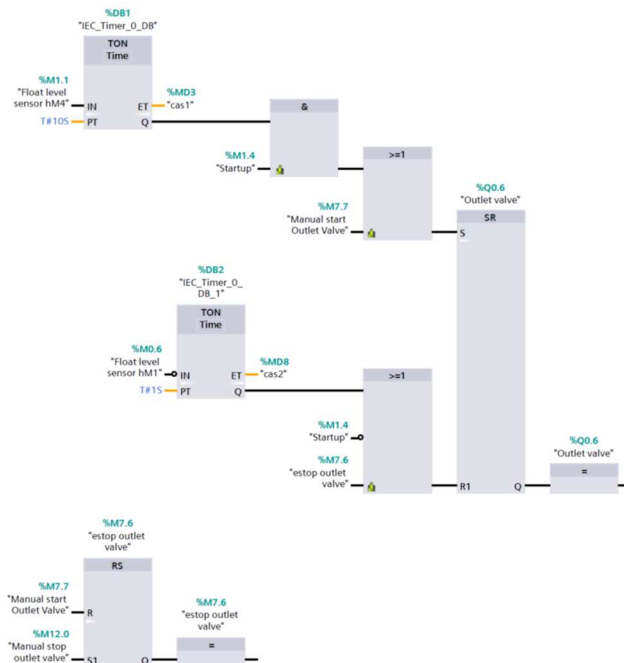 %DB1
"IEC_Timer_0_DB"
TON
Time
%M1.1
"Float level
sensor hM4"
IN
ET
%MD3
"cas1"
T#10S
PT
Q
&
%M1.4
"Startup"
>=1
%M7.7
"Manual start
Outlet Valve"
%Q0.6
"Outlet valve"
SR
S
%DB2
"IEC_Timer_0_
DB_1"
TON
Time
%M0.6
"Float level
sensor hM1"
IN
ET
%MD8
"cas2"
T#1S
PT
Q
>=1
%M1.4
"Startup"
%M7.6
"estop outlet
valve"
R1
Q
%Q0.6
"Outlet valve"
=
%M7.6
"estop outlet
valve"
RS
%M7.7
"Manual start
Outlet Valve"
R
%M12.0
"Manual stop
outlet valve"
S1
Q
%M7.6
"estop outlet
valve"
=